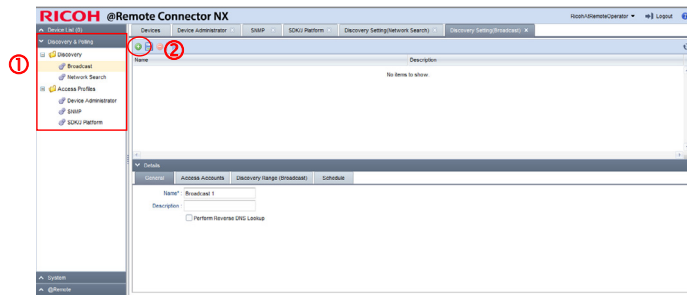 RICOH @Remote Connector NX
RicohAtRemoteOperator Logout
Device List (0)
Devices Device Administrator SNMP SDK/J Platform Discovery Setting(Network Search) Discovery Setting(Broadcast)
Discovery & Polling
Discovery
Broadcast
Network Search
Access Profiles
Device Administrator
SNMP
SDK/J Platform
①
②
Name Description
No items to show.
Details
General Access Accounts Discovery Range (Broadcast) Schedule
Name* : Broadcast 1
Description :
Perform Reverse DNS Lookup
System
@Remote